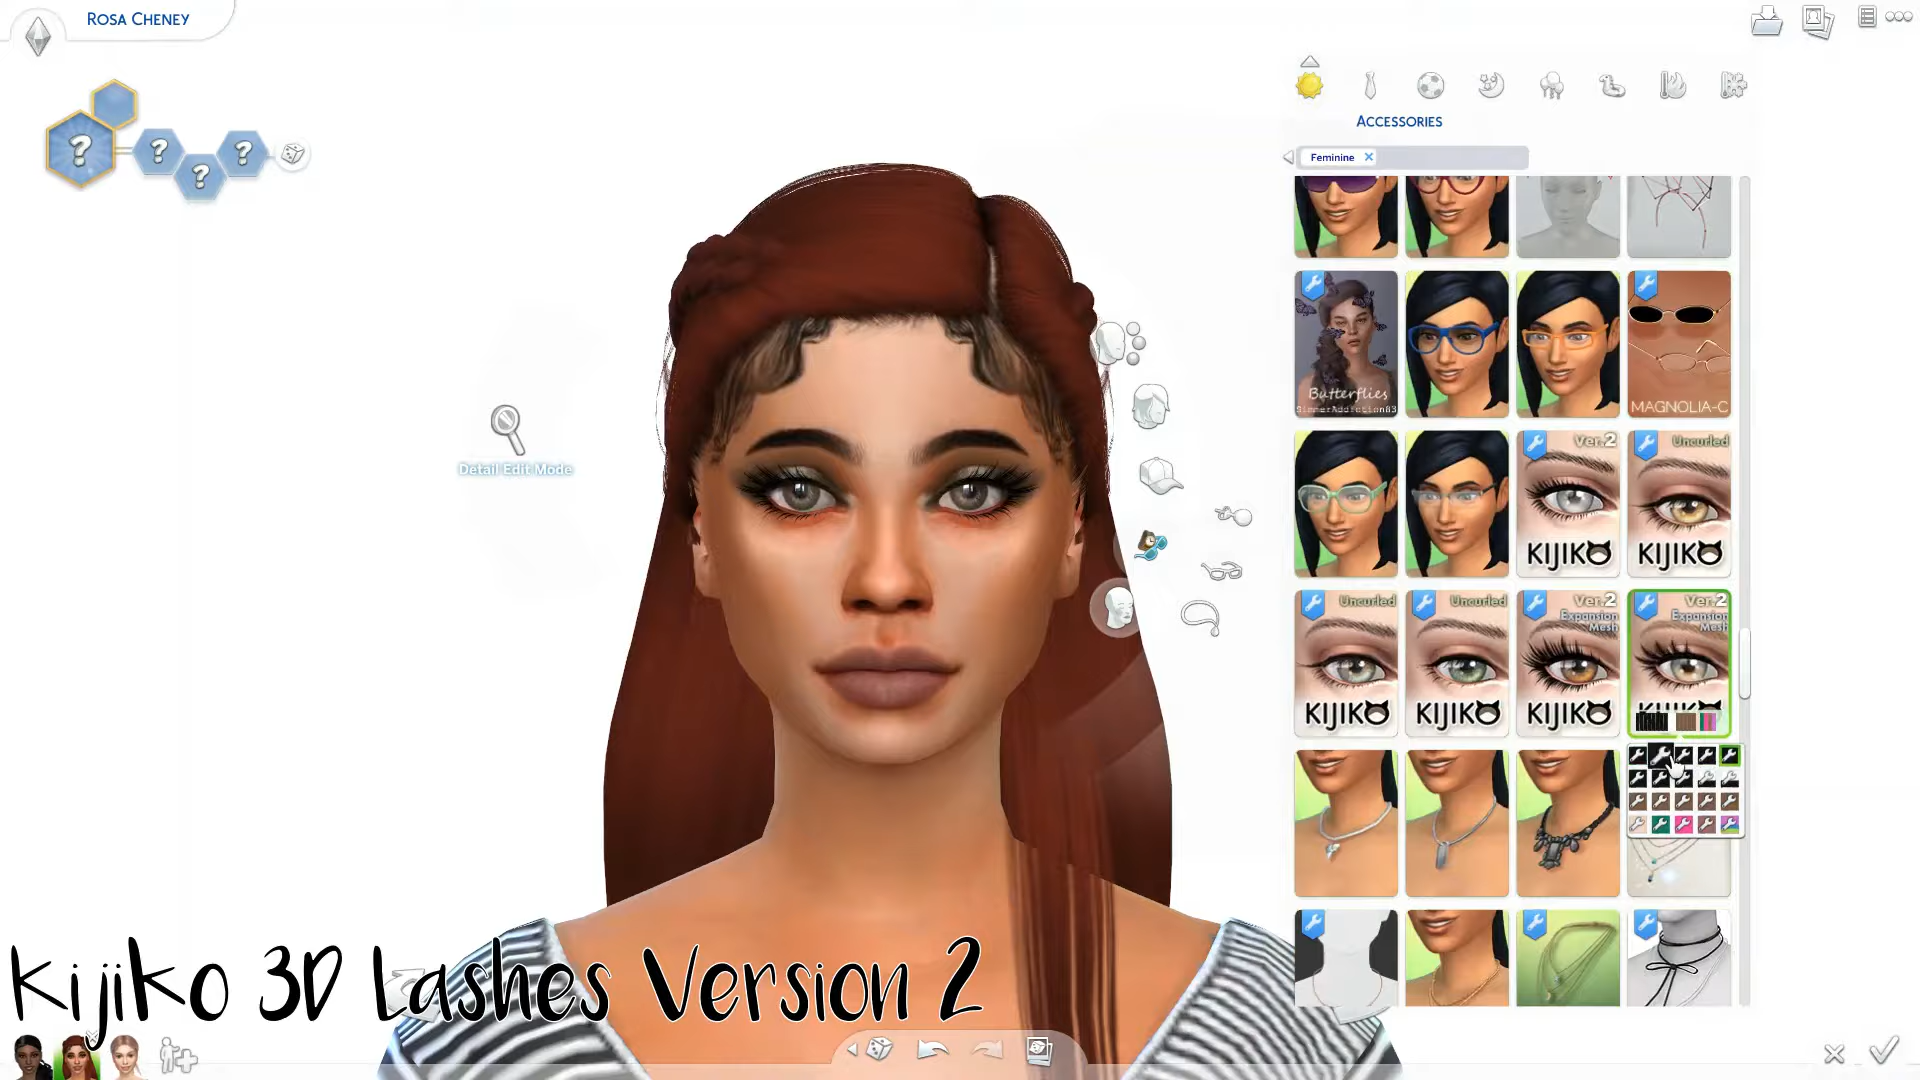 ROSA CHENEY
ACCESSORIES
Feminine
Butterflies
SimmerAddiction83
MAGNOLIA-C
Detail Edit Mode
Ver.2
KIJIKO
Uncurled
KIJIKO
Uncurled
KIJIKO
Uncurled
KIJIKO
Ver.2
Expansion
Mesh
KIJIKO
Ver.2
Expansion
Mesh
Kijiko 3D Lashes Version 2